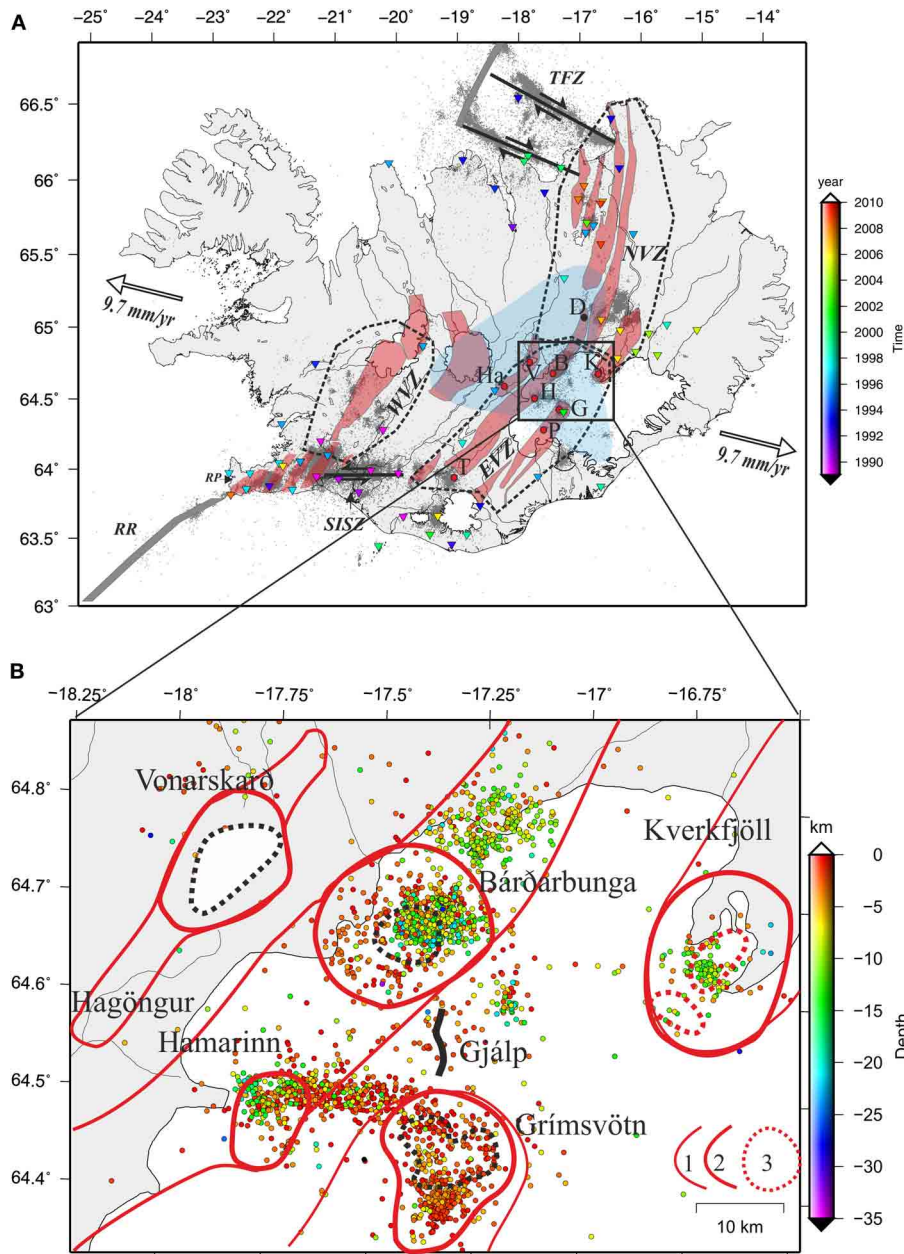 A
−25˚ −24˚ −23˚ −22˚ −21˚ −20˚ −19˚ −18˚ −17˚ −16˚ −15˚ −14˚
66.5˚
66˚
65.5˚
65˚
64.5˚
64˚
63.5˚
63˚
TFZ
NVZ
9.7 mm/yr
D
WVZ
Ha
V
B
K
H
G
P
EVZ
T
9.7 mm/yr
RP
SISZ
RR
year
2010
2008
2006
2004
2002
2000
1998
1996
1994
1992
1990
Time
B
−18.25˚ −18˚ −17.75˚ −17.5˚ −17.25˚ −17˚ −16.75˚
64.8˚
64.7˚
64.6˚
64.5˚
64.4˚
Vonarskarð
Kverkfjöll
Bárðarbunga
Hagöngur
Hamarinn
Gjálp
Grímsvötn
1 2 3
10 km
km
0
−5
−10
−15
−20
−25
−30
−35
Depth